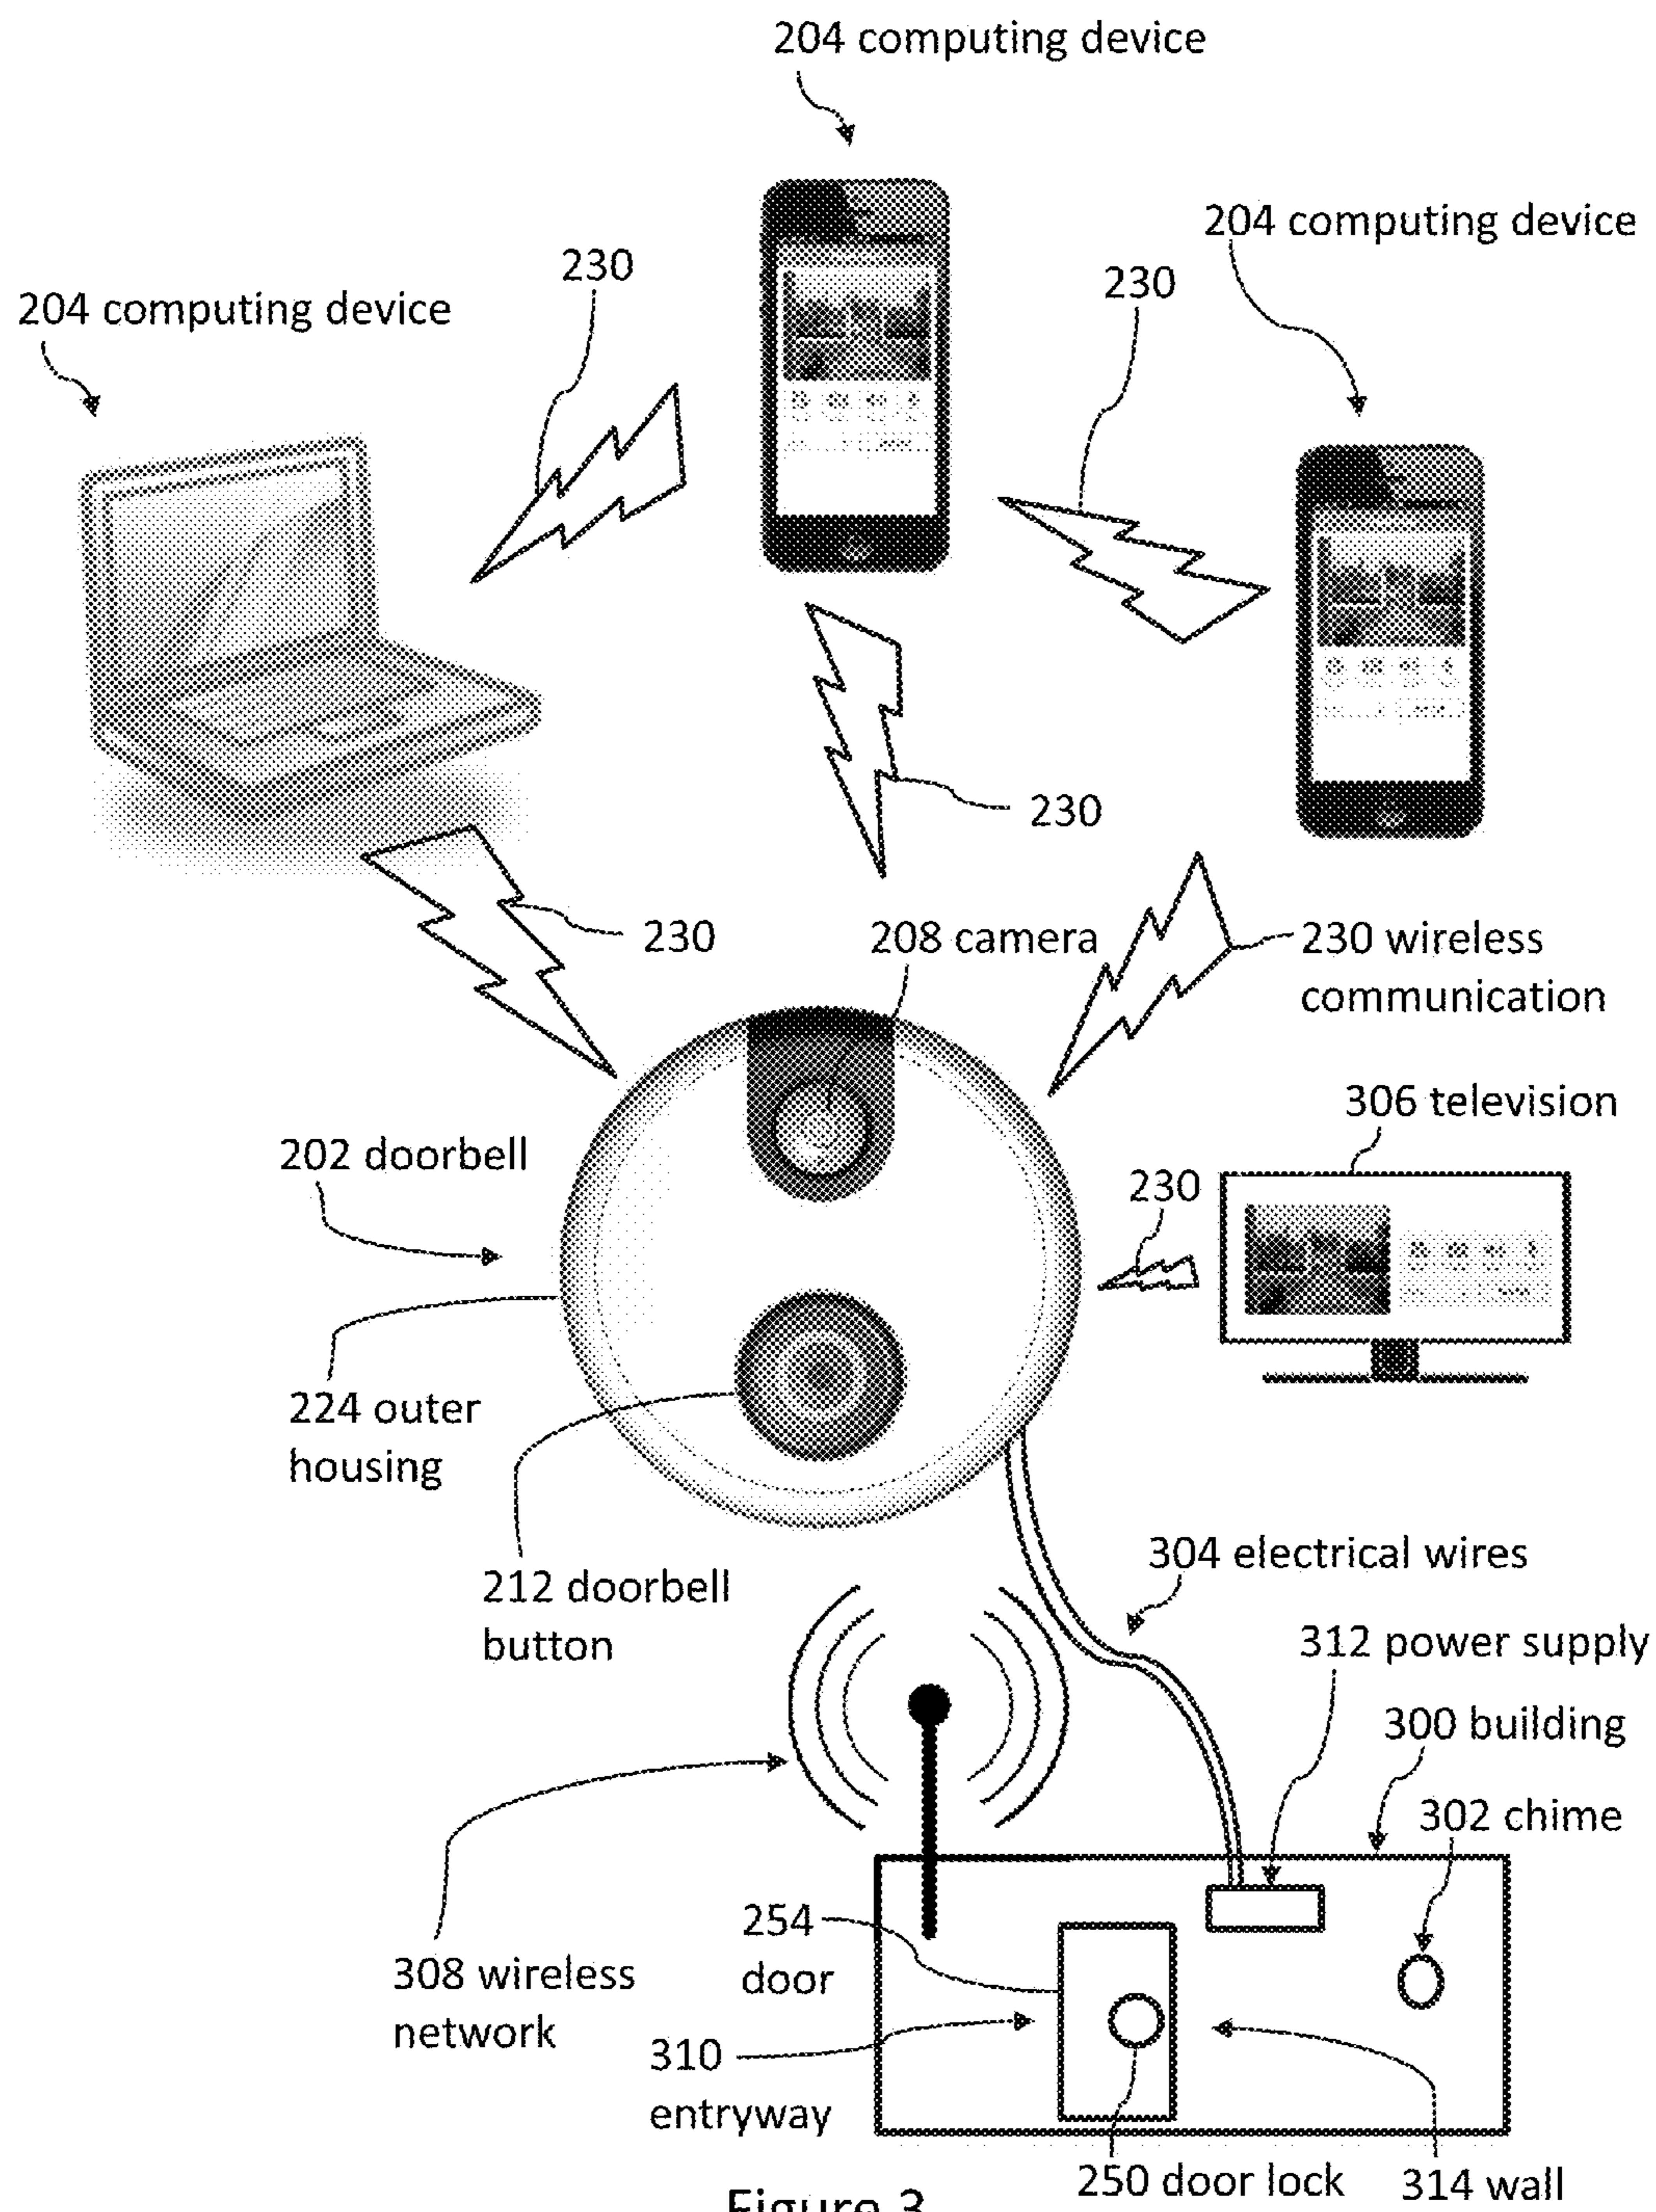 204 computing device
204 computing device
230
230
204 computing device
230
230
208 camera
230 wireless
communication
306 television
202 doorbell
230
224 outer
housing
304 electrical wires
212 doorbell
button
312 power supply
300 building
302 chime
254
door
308 wireless
network
310
entryway
250 door lock
314 wall
Figure 3